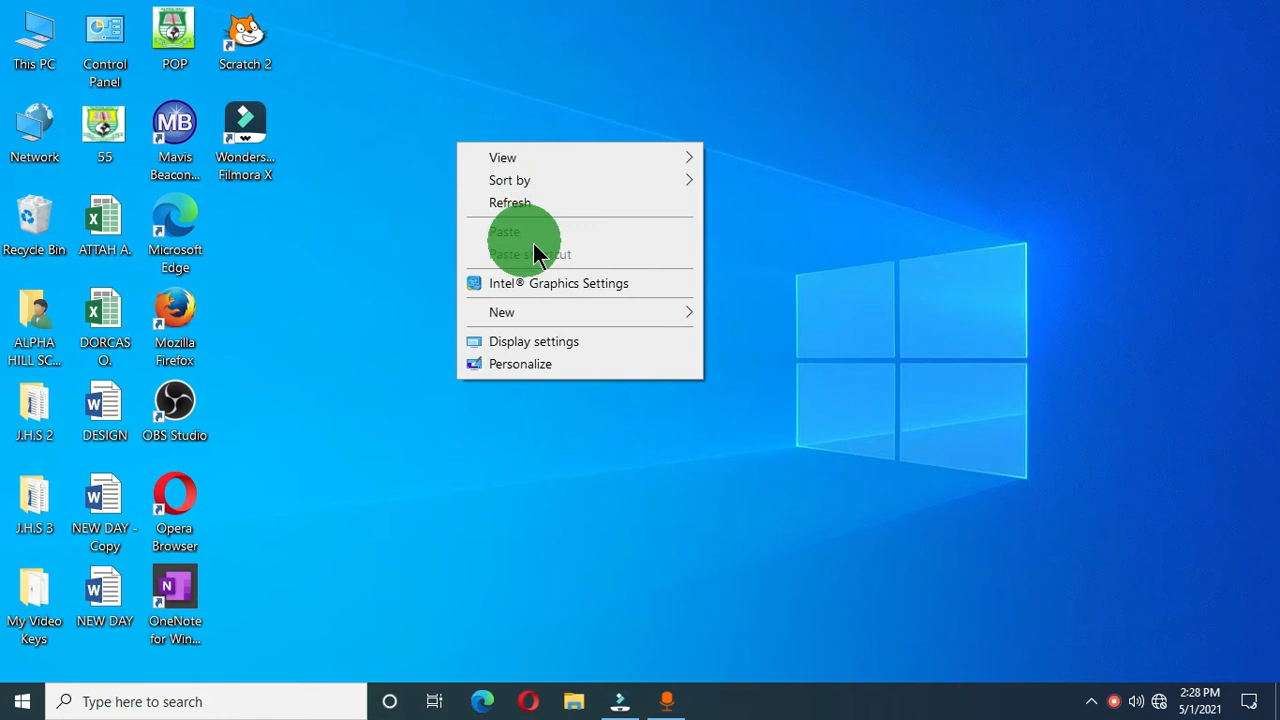 This PC
Control
Panel
POP
Scratch 2
Network
55
Mavis
Beacon...
Wonders...
Filmora X
Recycle Bin
ATTAH A.
Microsoft
Edge
ALPHA
HILL SC...
DORCAS
O.
Mozilla
Firefox
J.H.S 2
DESIGN
OBS Studio
J.H.S 3
NEW DAY -
Copy
Opera
Browser
My Video
Keys
NEW DAY
OneNote
for Win...
View
Sort by
Refresh
Paste
Paste shortcut
Intel® Graphics Settings
New
Display settings
Personalize
Type here to search
2:28 PM
5/1/2021